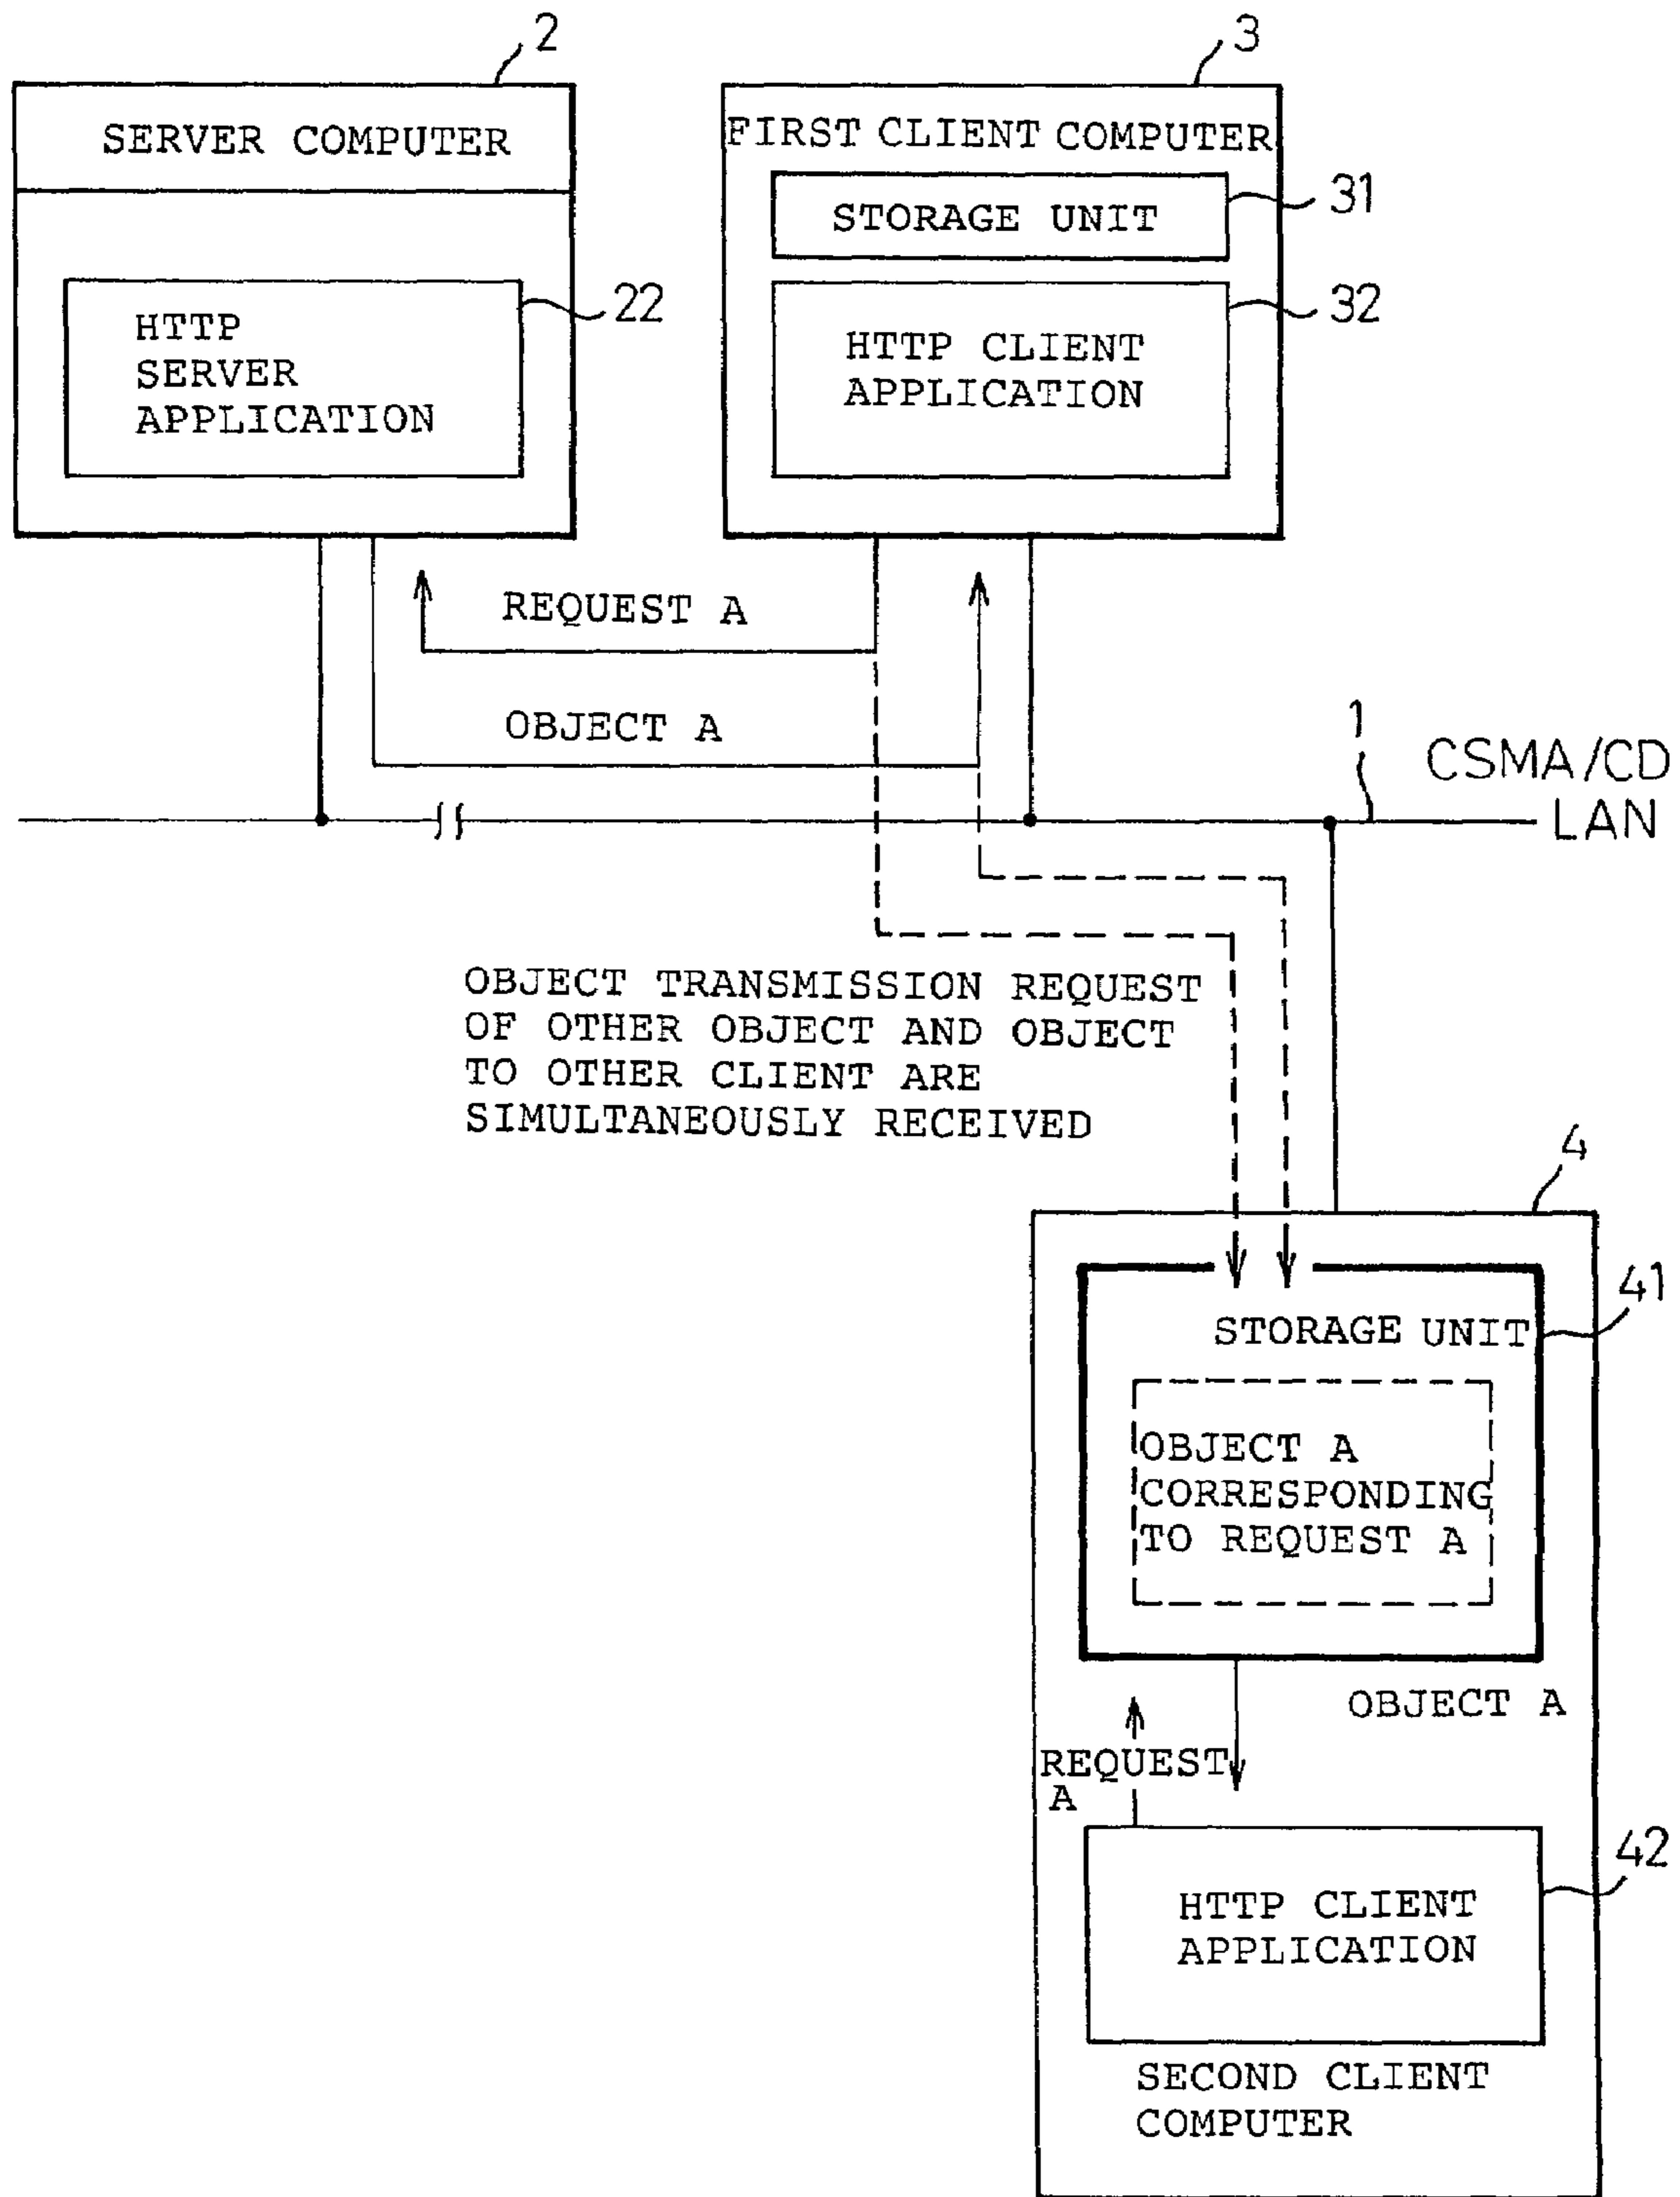 2
SERVER COMPUTER
HTTP
SERVER
APPLICATION
22
3
FIRST CLIENT COMPUTER
STORAGE UNIT
31
HTTP CLIENT
APPLICATION
32
REQUEST A
OBJECT A
1
CSMA/CD
LAN
OBJECT TRANSMISSION REQUEST
OF OTHER OBJECT AND OBJECT
TO OTHER CLIENT ARE
SIMULTANEOUSLY RECEIVED
4
41
STORAGE UNIT
OBJECT A
CORRESPONDING
TO REQUEST A
OBJECT A
REQUEST
A
42
HTTP CLIENT
APPLICATION
SECOND CLIENT
COMPUTER